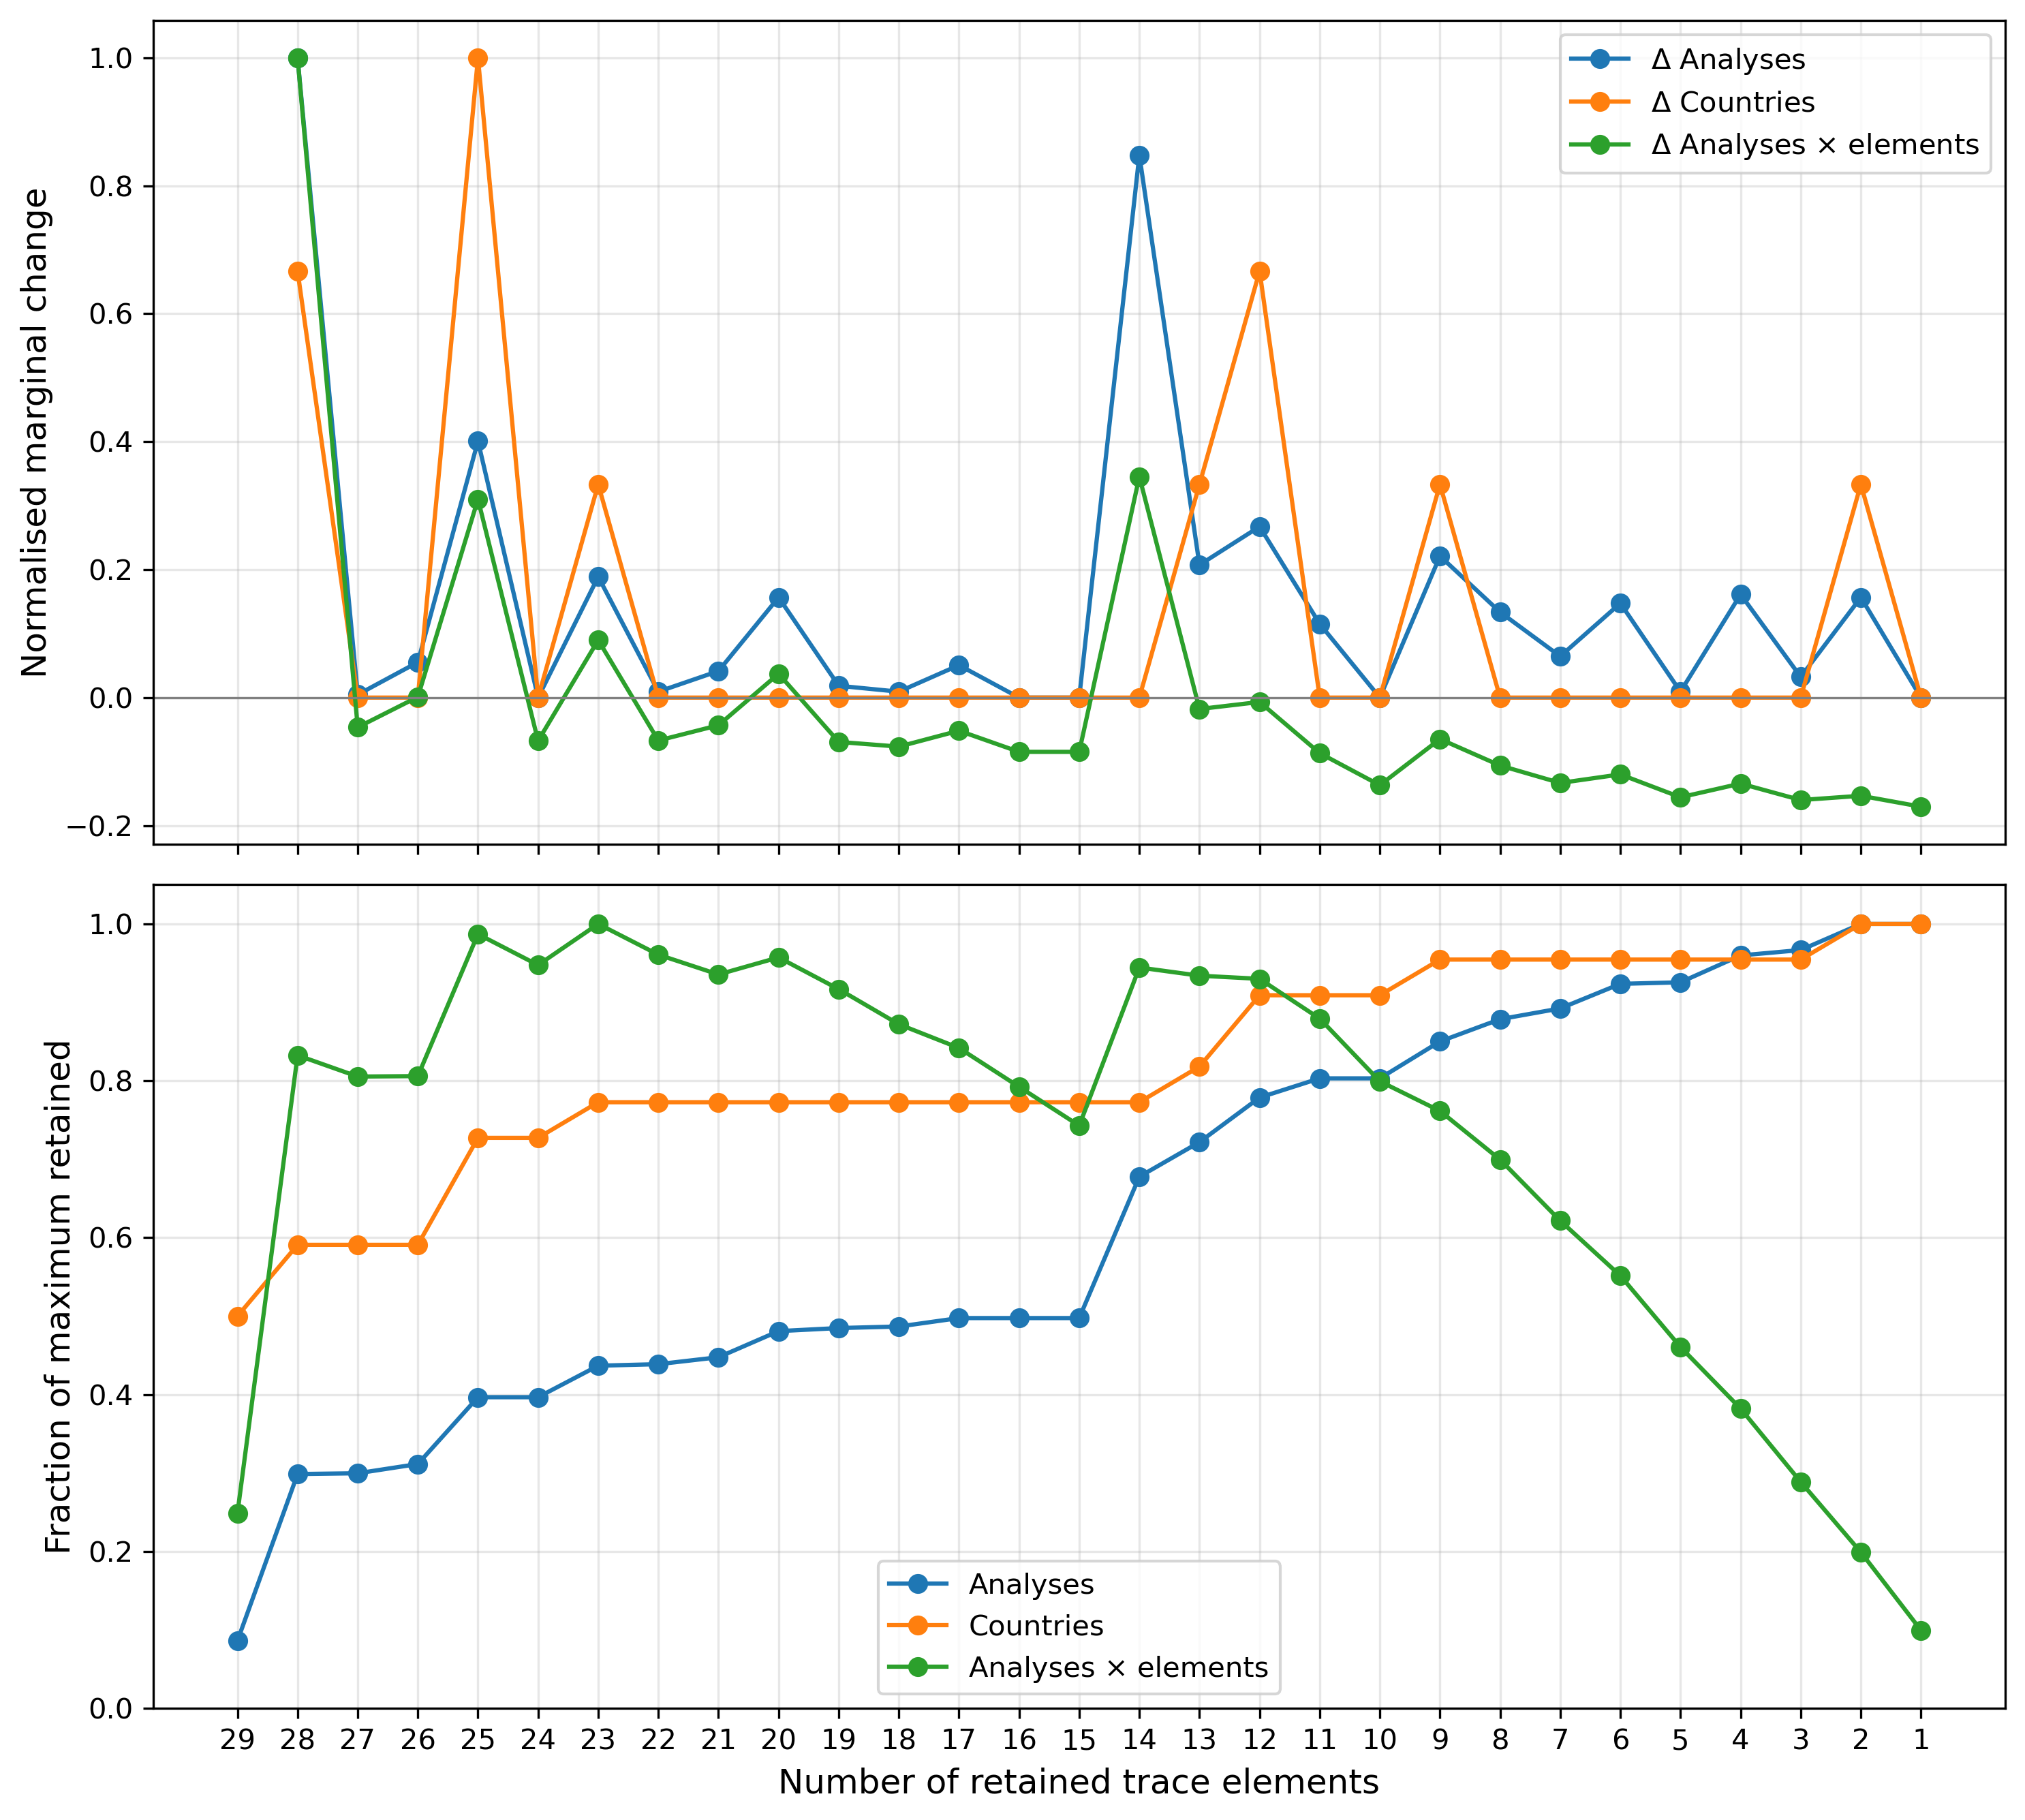 Normalised marginal change
1.0
0.8
0.6
0.4
0.2
0.0
−0.2
Δ Analyses
Δ Countries
Δ Analyses × elements
Fraction of maximum retained
1.0
0.8
0.6
0.4
0.2
0.0
Analyses
Countries
Analyses × elements
29 28 27 26 25 24 23 22 21 20 19 18 17 16 15 14 13 12 11 10 9 8 7 6 5 4 3 2 1
Number of retained trace elements